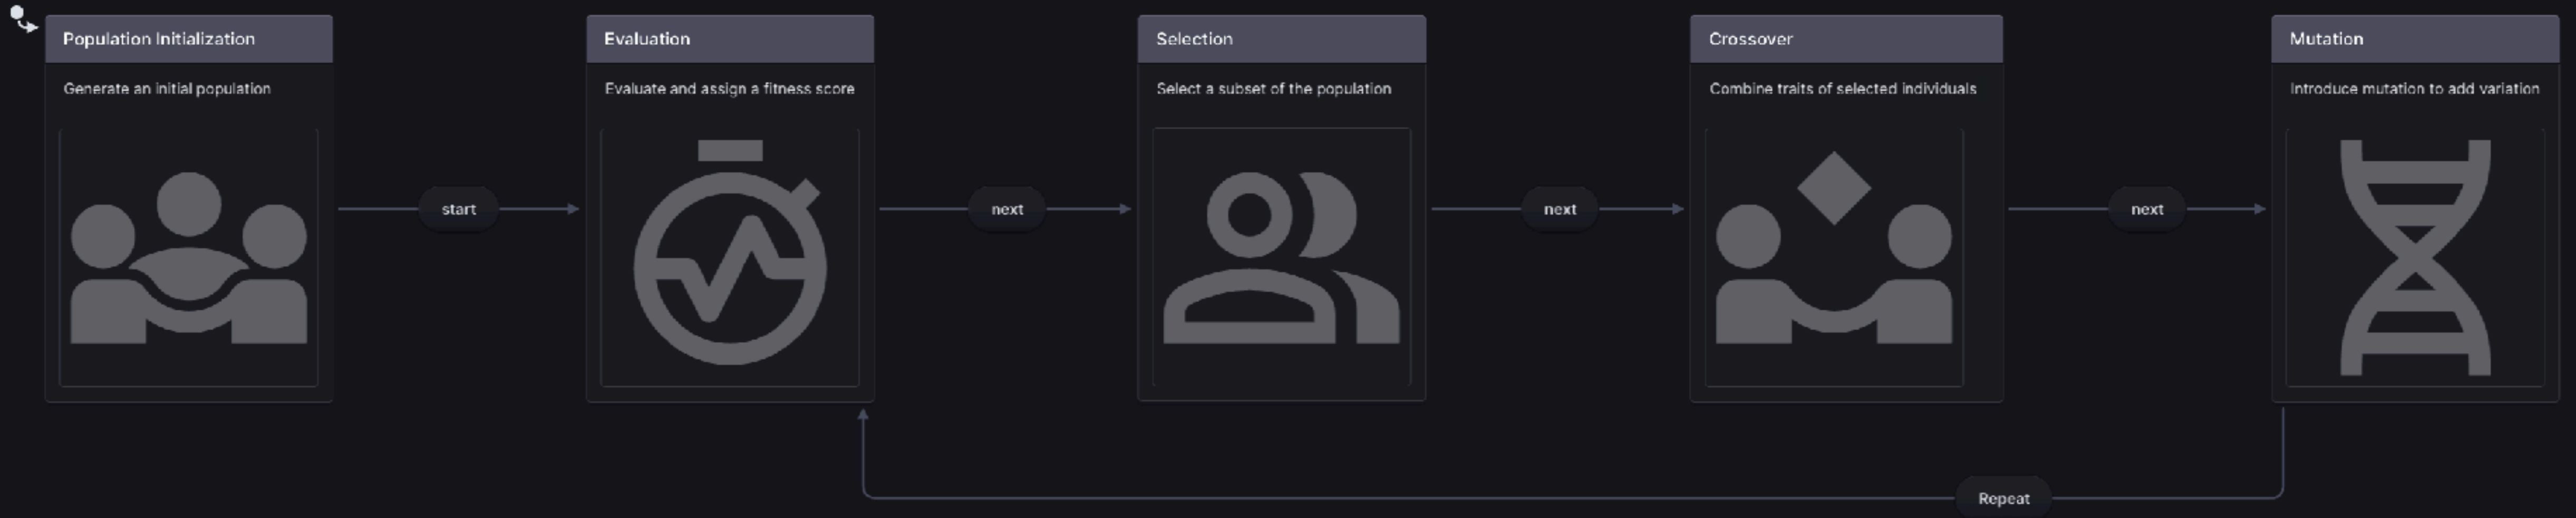 Population Initialization
Generate an initial population
start
Evaluation
Evaluate and assign a fitness score
next
Selection
Select a subset of the population
next
Crossover
Combine traits of selected individuals
next
Mutation
Introduce mutation to add variation
Repeat